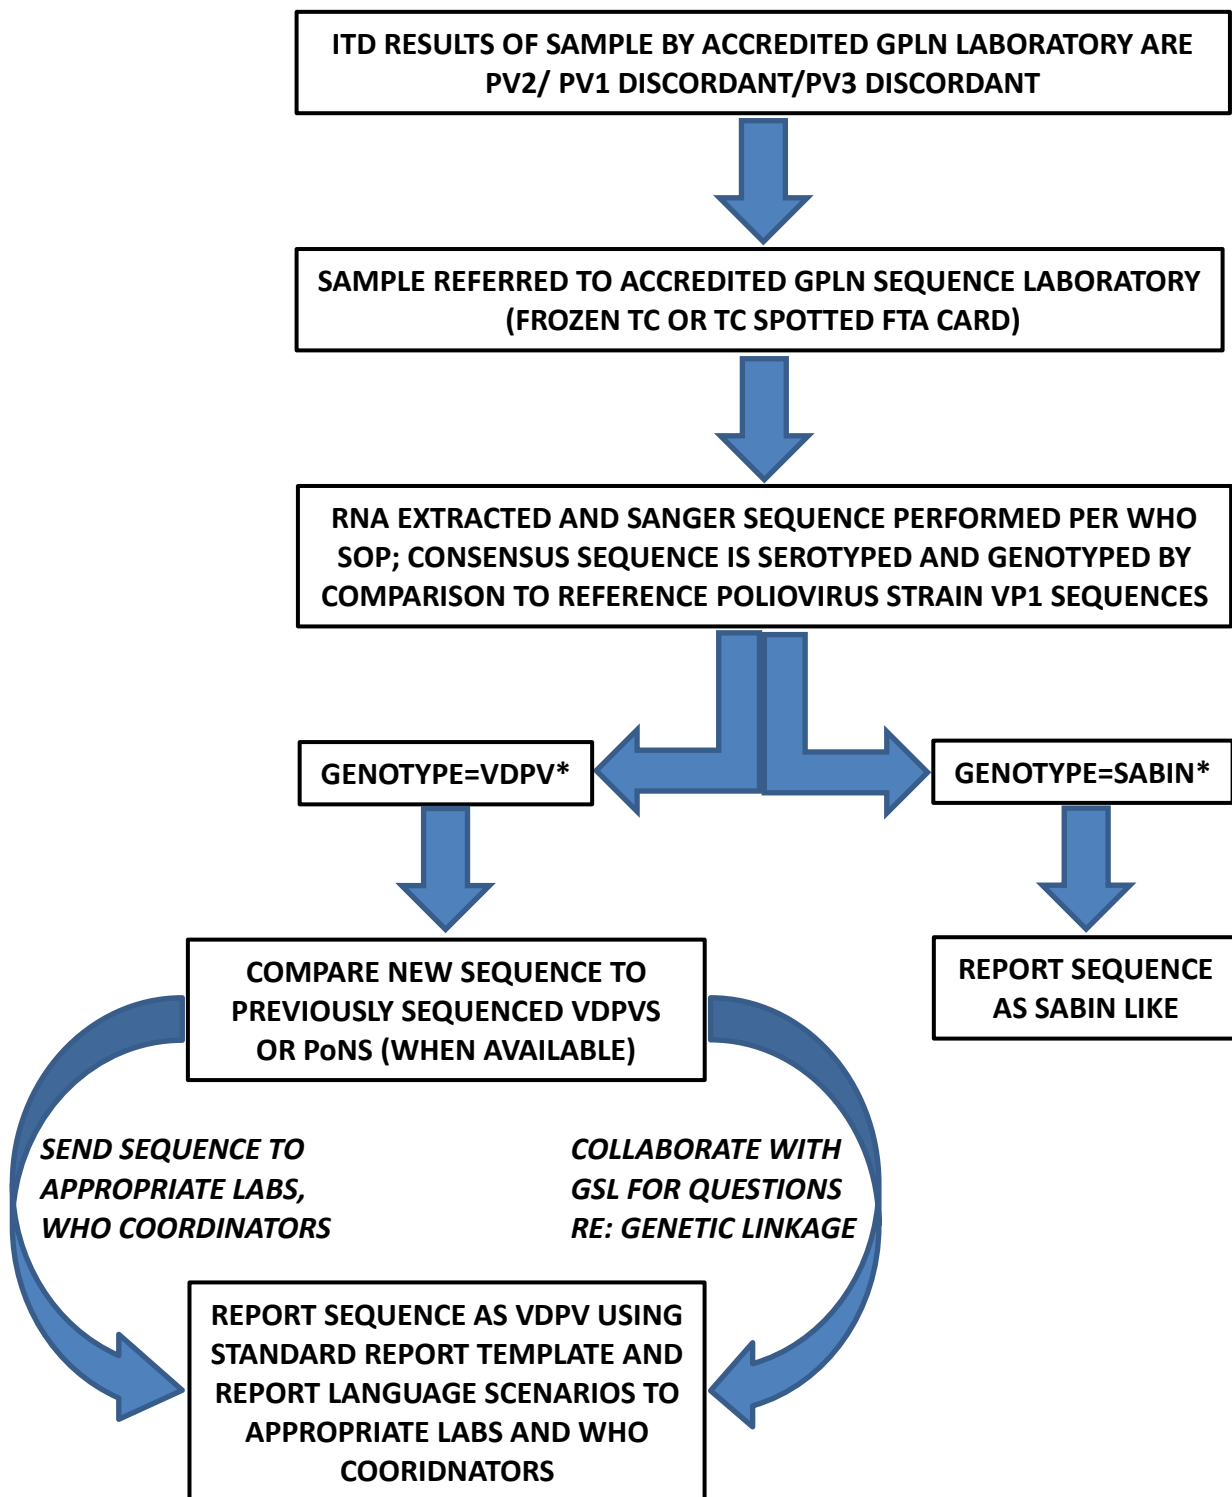 ITD RESULTS OF SAMPLE BY ACCREDITED GPLN LABORATORY ARE
PV2/ PV1 DISCORDANT/PV3 DISCORDANT
SAMPLE REFERRED TO ACCREDITED GPLN SEQUENCE LABORATORY
(FROZEN TC OR TC SPOTTED FTA CARD)
RNA EXTRACTED AND SANGER SEQUENCE PERFORMED PER WHO
SOP; CONSENSUS SEQUENCE IS SEROTYPED AND GENOTYPED BY
COMPARISON TO REFERENCE POLIOVIRUS STRAIN VP1 SEQUENCES
GENOTYPE=VDPV*
GENOTYPE=SABIN*
COMPARE NEW SEQUENCE TO
PREVIOUSLY SEQUENCED VDPVS
OR PoNS (WHEN AVAILABLE)
REPORT SEQUENCE
AS SABIN LIKE
SEND SEQUENCE TO
APPROPRIATE LABS,
WHO COORDINATORS
COLLABORATE WITH
GSL FOR QUESTIONS
RE: GENETIC LINKAGE
REPORT SEQUENCE AS VDPV USING
STANDARD REPORT TEMPLATE AND
REPORT LANGUAGE SCENARIOS TO
APPROPRIATE LABS AND WHO
COORIDNATORS